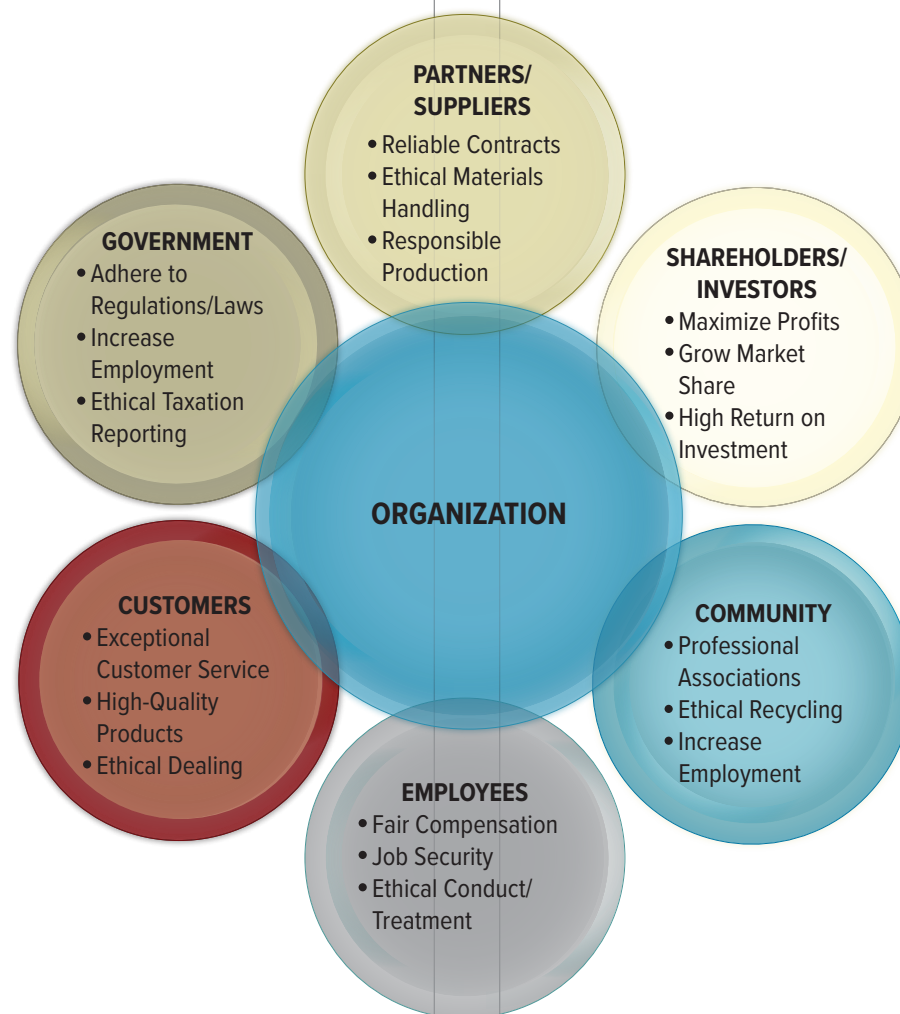 PARTNERS/
SUPPLIERS
• Reliable Contracts
• Ethical Materials
Handling
• Responsible
Production
GOVERNMENT
• Adhere to
Regulations/Laws
• Increase
Employment
• Ethical Taxation
Reporting
SHAREHOLDERS/
INVESTORS
• Maximize Profits
• Grow Market
Share
• High Return on
Investment
ORGANIZATION
CUSTOMERS
• Exceptional
Customer Service
• High-Quality
Products
• Ethical Dealing
COMMUNITY
• Professional
Associations
• Ethical Recycling
• Increase
Employment
EMPLOYEES
• Fair Compensation
• Job Security
• Ethical Conduct/
Treatment